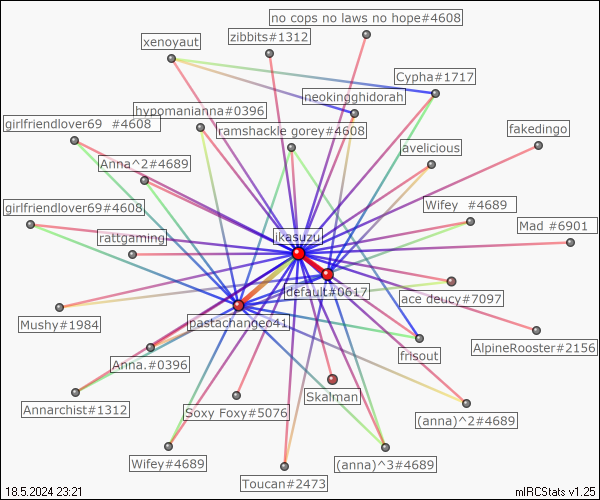 no cops no laws no hope#4608
zibbits#1312
xenoyaut
Cypha#1717
neokingghidorah
hypomanianna#0396
girlfriendlover69 #4608
ramshackle gorey#4608
fakedingo
javelicious
Anna^2#4689
girlfriendlover69#4608
Wifey #4689
Mad #6901
rattgaming
ikasuzu
default#0617
ace deucy#7097
pastachangeo41
Mushy#1984
AlpineRooster#2156
frisout
Anna.#0396
Skalman
Annarchist#1312
Soxy Foxy#5076
(anna)^2#4689
Wifey#4689
(anna)^3#4689
Toucan#2473
18.5.2024 23:21
mIRCStats v1.25